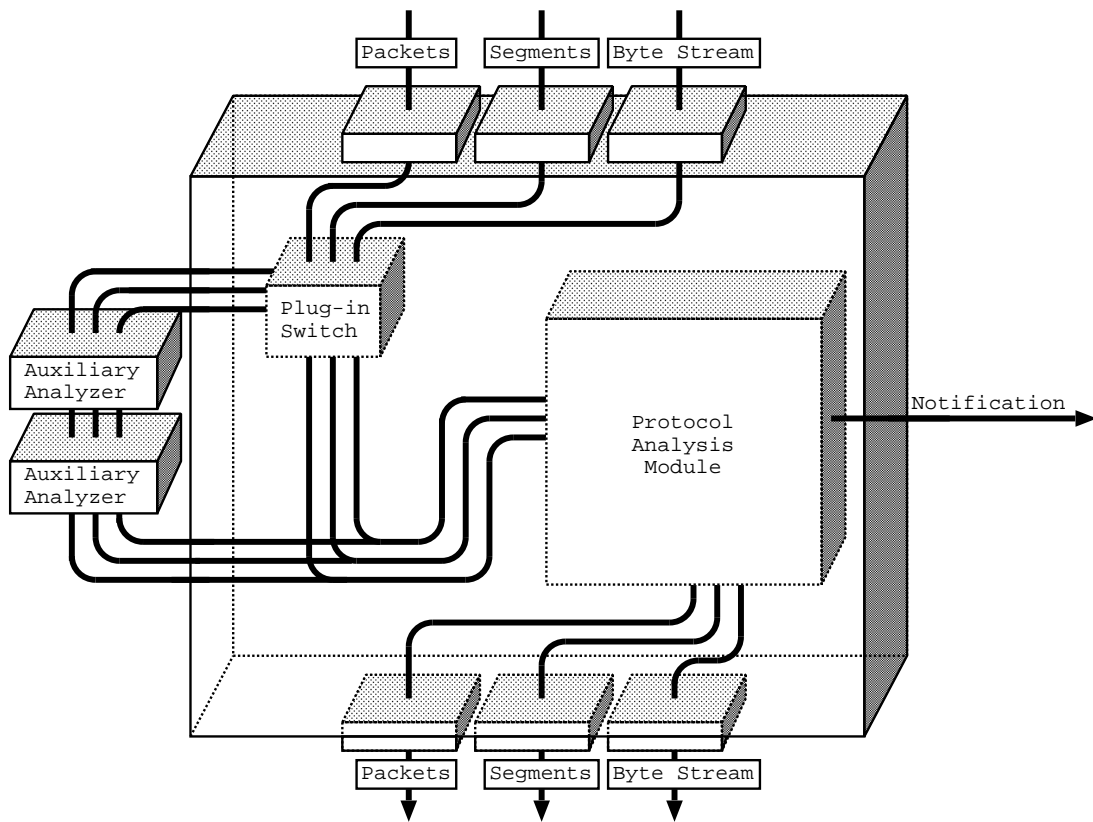 Packets
Segments
Byte Stream
Plug-in
Switch
Auxiliary
Analyzer
Auxiliary
Analyzer
Protocol
Analysis
Module
Notification
Packets
Segments
Byte Stream